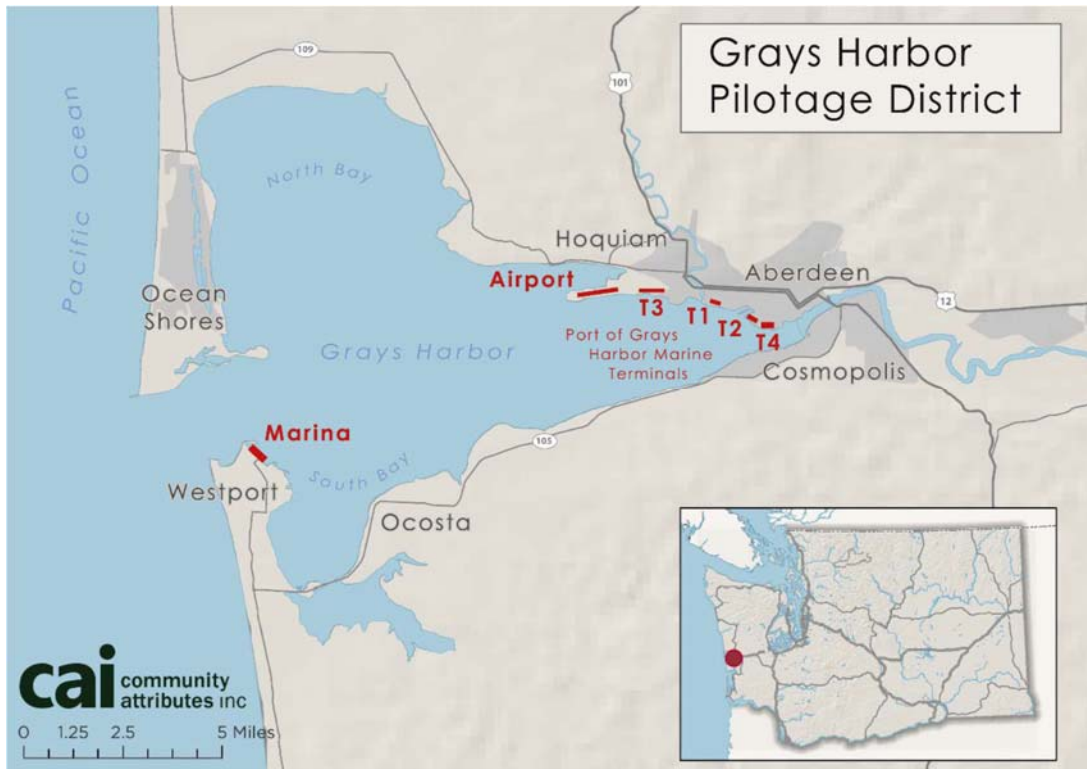 Grays Harbor
Pilotage District
109
101
Pacific Ocean
North Bay
Hoquiam
Aberdeen
Airport
T3
T1
T2
T4
12
Ocean
Shores
Grays Harbor
Port of Grays
Harbor Marine
Terminals
Cosmopolis
Marina
105
South Bay
Westport
Ocosta
cai community
attributes inc
0 1.25 2.5 5 Miles